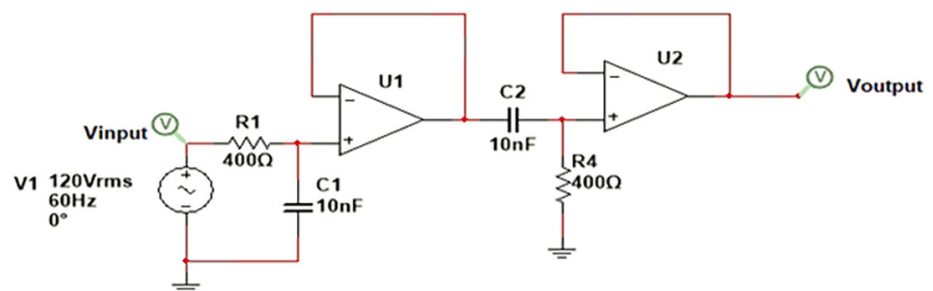 U1
U2
Voutput
C2
10nF
Vinput
R1
400Ω
V1 120Vrms
60Hz
0°
C1
10nF
R4
400Ω
V
V